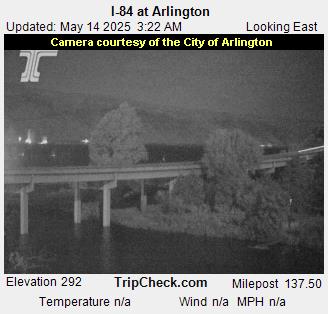 I-84 at Arlington
Updated: May 14 2025 3:22 AM Looking East
Camera courtesy of the City of Arlington
Elevation 292 TripCheck.com Milepost 137.50
Temperature n/a Wind n/a MPH n/a